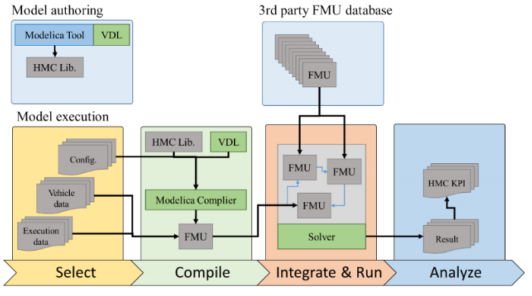 Model authoring
3rd party FMU database
Modelica Tool
VDL
HMC Lib.
FMU
Model execution
Config.
Vehicle
data
Execution
data
HMC Lib.
VDL
Modelica Complier
FMU
FMU
FMU
FMU
Solver
HMC KPI
Result
Select
Compile
Integrate & Run
Analyze